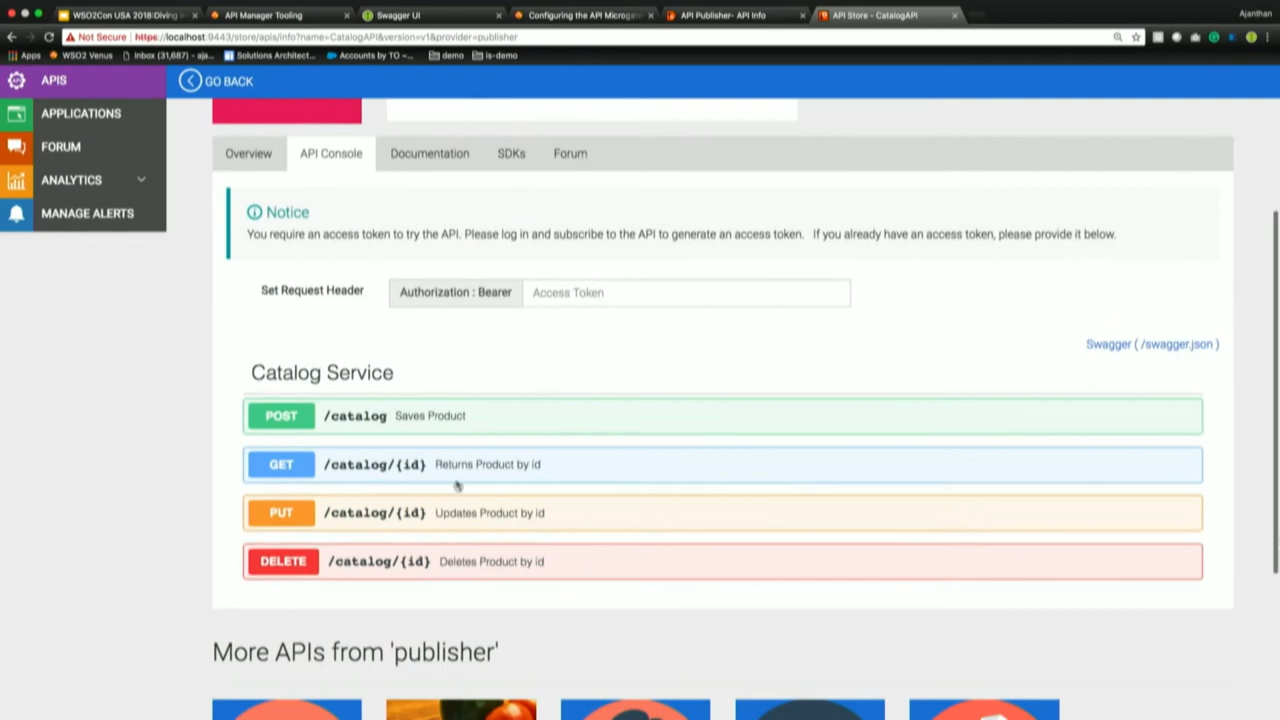 WSO2Con USA 2018:Diving in
API Manager Tooling
Swagger UI
Configuring the API Microgate
API Publisher- API Info
API Store - CatalogAPI
Ajanthan
Not Secure | https://localhost:9443/store/apis/info?name=CatalogAPI&version=v1&provider=publisher
Apps
WSO2 Venus
Inbox (31,687) - aja...
Solutions Architect...
Accounts by TO –...
demo
is-demo
APIS
GO BACK
APPLICATIONS
FORUM
ANALYTICS
MANAGE ALERTS
Overview
API Console
Documentation
SDKs
Forum
Notice
You require an access token to try the API. Please log in and subscribe to the API to generate an access token. If you already have an access token, please provide it below.
Set Request Header
Authorization : Bearer
Access Token
Swagger ( /swagger.json )
Catalog Service
POST /catalog Saves Product
GET /catalog/{id} Returns Product by id
PUT /catalog/{id} Updates Product by id
DELETE /catalog/{id} Deletes Product by id
More APIs from 'publisher'